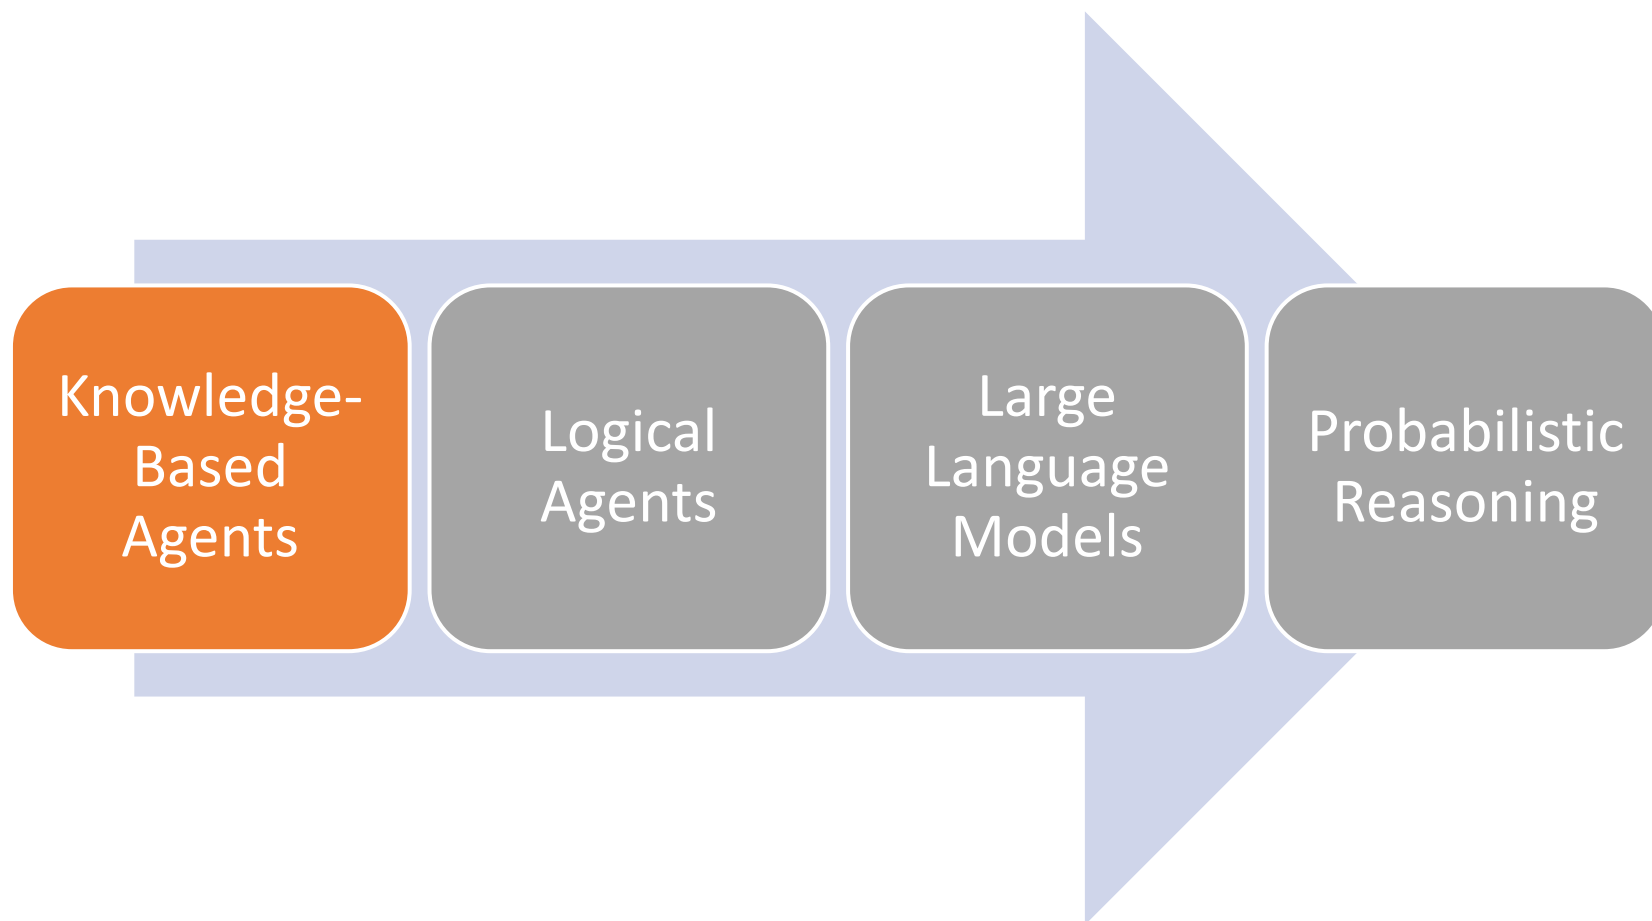 Knowledge-
Based
Agents
Logical
Agents
Large
Language
Models
Probabilistic
Reasoning